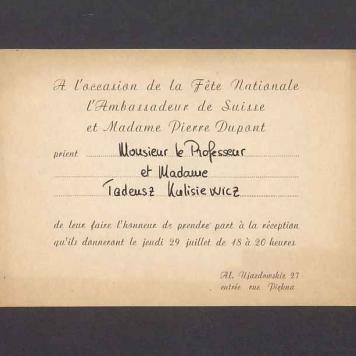 A l'occasion de la Fête Nationale
l'Ambassadeur de Suisse
et Madame Pierre Dupont
prient Monsieur le Professeur
et Madame
Tadeusz Kulisiewicz
de leur faire l'honneur de prendre part à la réception
qu'ils donneront le jeudi 29 juillet de 18 à 20 heures
Al. Ujazdowskie 27
entrée rue Piękna